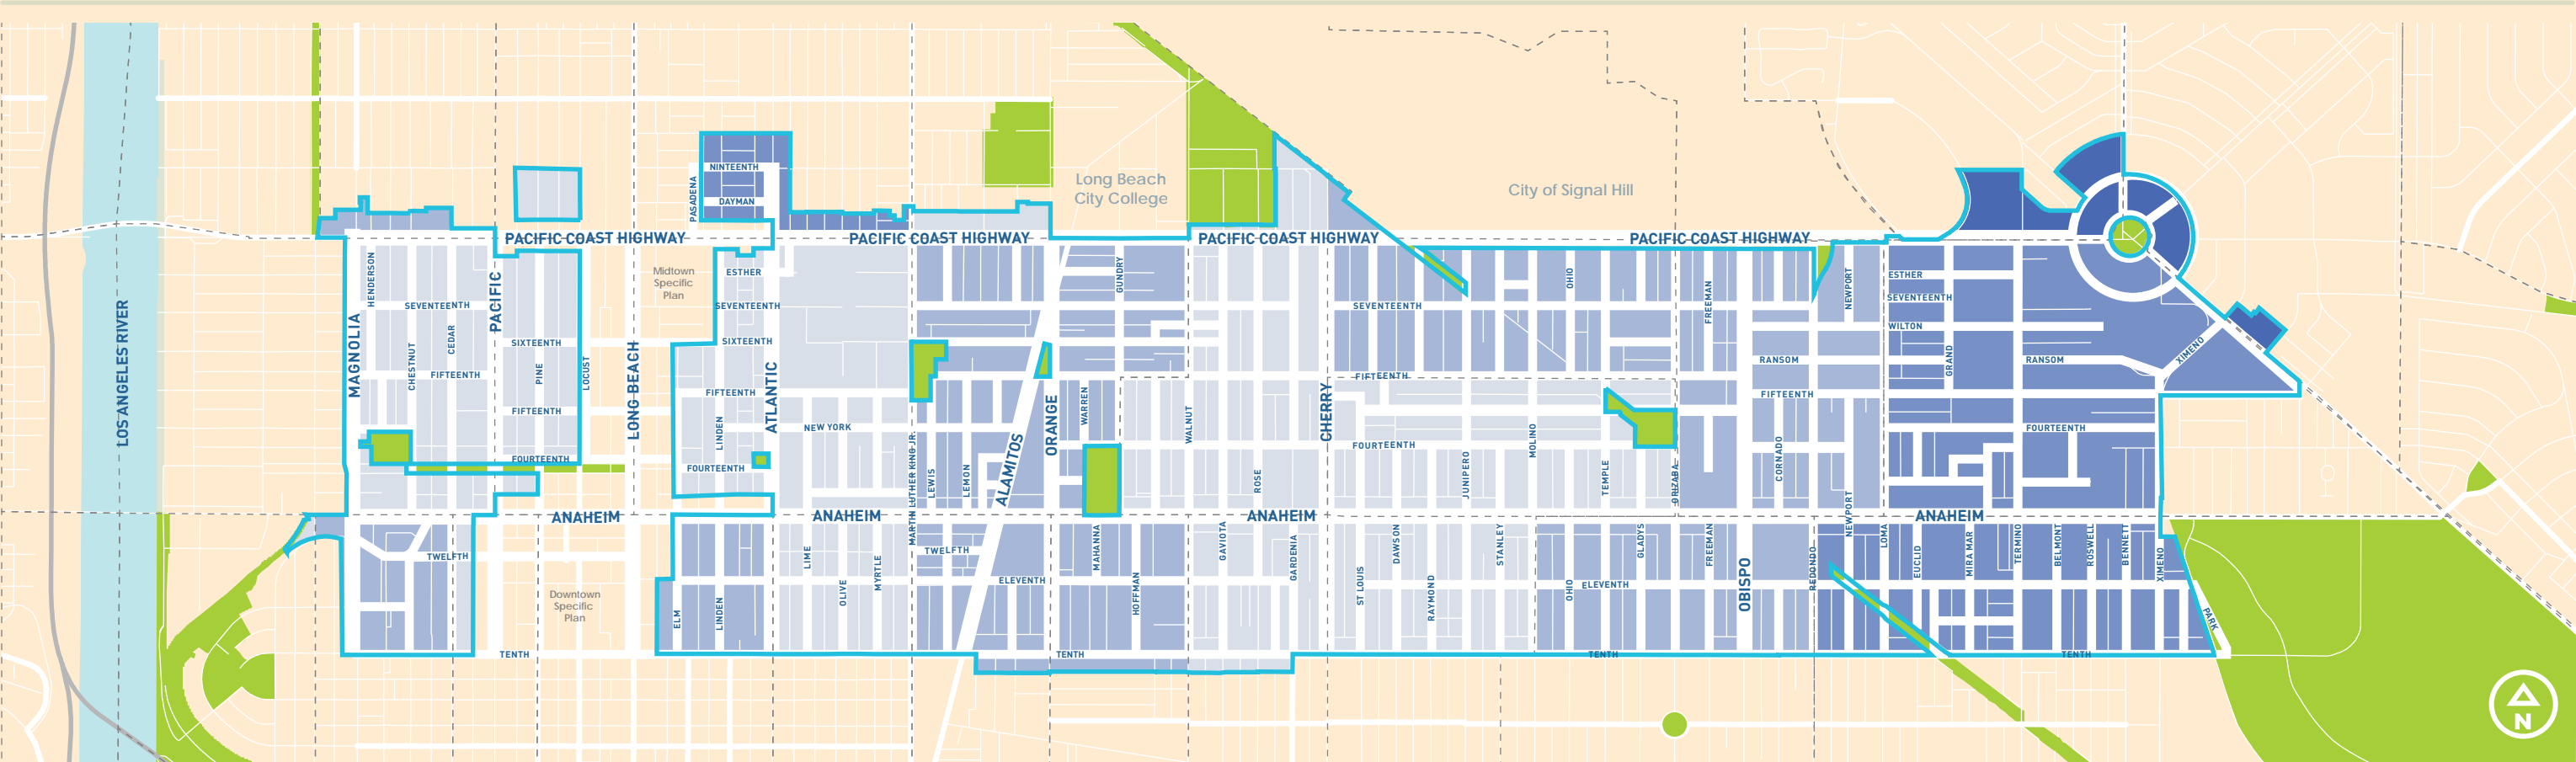 NINTEENTH
PASADENA
DAYMAN
Long Beach
City College
City of Signal Hill
PACIFIC COAST HIGHWAY
PACIFIC COAST HIGHWAY
PACIFIC COAST HIGHWAY
PACIFIC COAST HIGHWAY
HENDERSON
PACIFIC
Midtown
Specific
Plan
ESTHER
GUNDRY
OHIO
FREEMAN
NEWPORT
ESTHER
SEVENTEENTH
SEVENTEENTH
SEVENTEENTH
SEVENTEENTH
LOS ANGELES RIVER
MAGNOLIA
CHESTNUT
CEDAR
SIXTEENTH
SIXTEENTH
WILTON
FIFTEENTH
PINE
LOCUST
LONG BEACH
ATLANTIC
FIFTEENTH
FIFTEENTH
RANSOM
GRAND
RANSOM
XIMENO
FIFTEENTH
FIFTEENTH
LINDEN
NEW YORK
ORANGE
WARREN
WALNUT
CHERRY
FOURTEENTH
MOLINO
CORNADO
FOURTEENTH
FOURTEENTH
FOURTEENTH
MARTIN LUTHER KING JR.
LEWIS
LEMON
ALAMITOS
ROSE
JUNIPERO
TEMPLE
ORIZABA
NEWPORT
ANAHEIM
ANAHEIM
ANAHEIM
ANAHEIM
TWELFTH
LIME
MYRTLE
TWELFTH
MAHANNA
GAVIOTA
GARDENIA
DAWSON
STANLEY
GLADYS
FREEMAN
LOMA
EUCLID
MIRA MAR
TERMINO
BELMONT
ROSWELL
BENNETT
XIMENO
Downtown
Specific
Plan
ELM
LINDEN
OLIVE
ELEVENTH
HOFFMAN
ST LOUIS
RAYMOND
OHIO
ELEVENTH
OBISPO
REDONDO
PARK
TENTH
TENTH
TENTH
TENTH
N